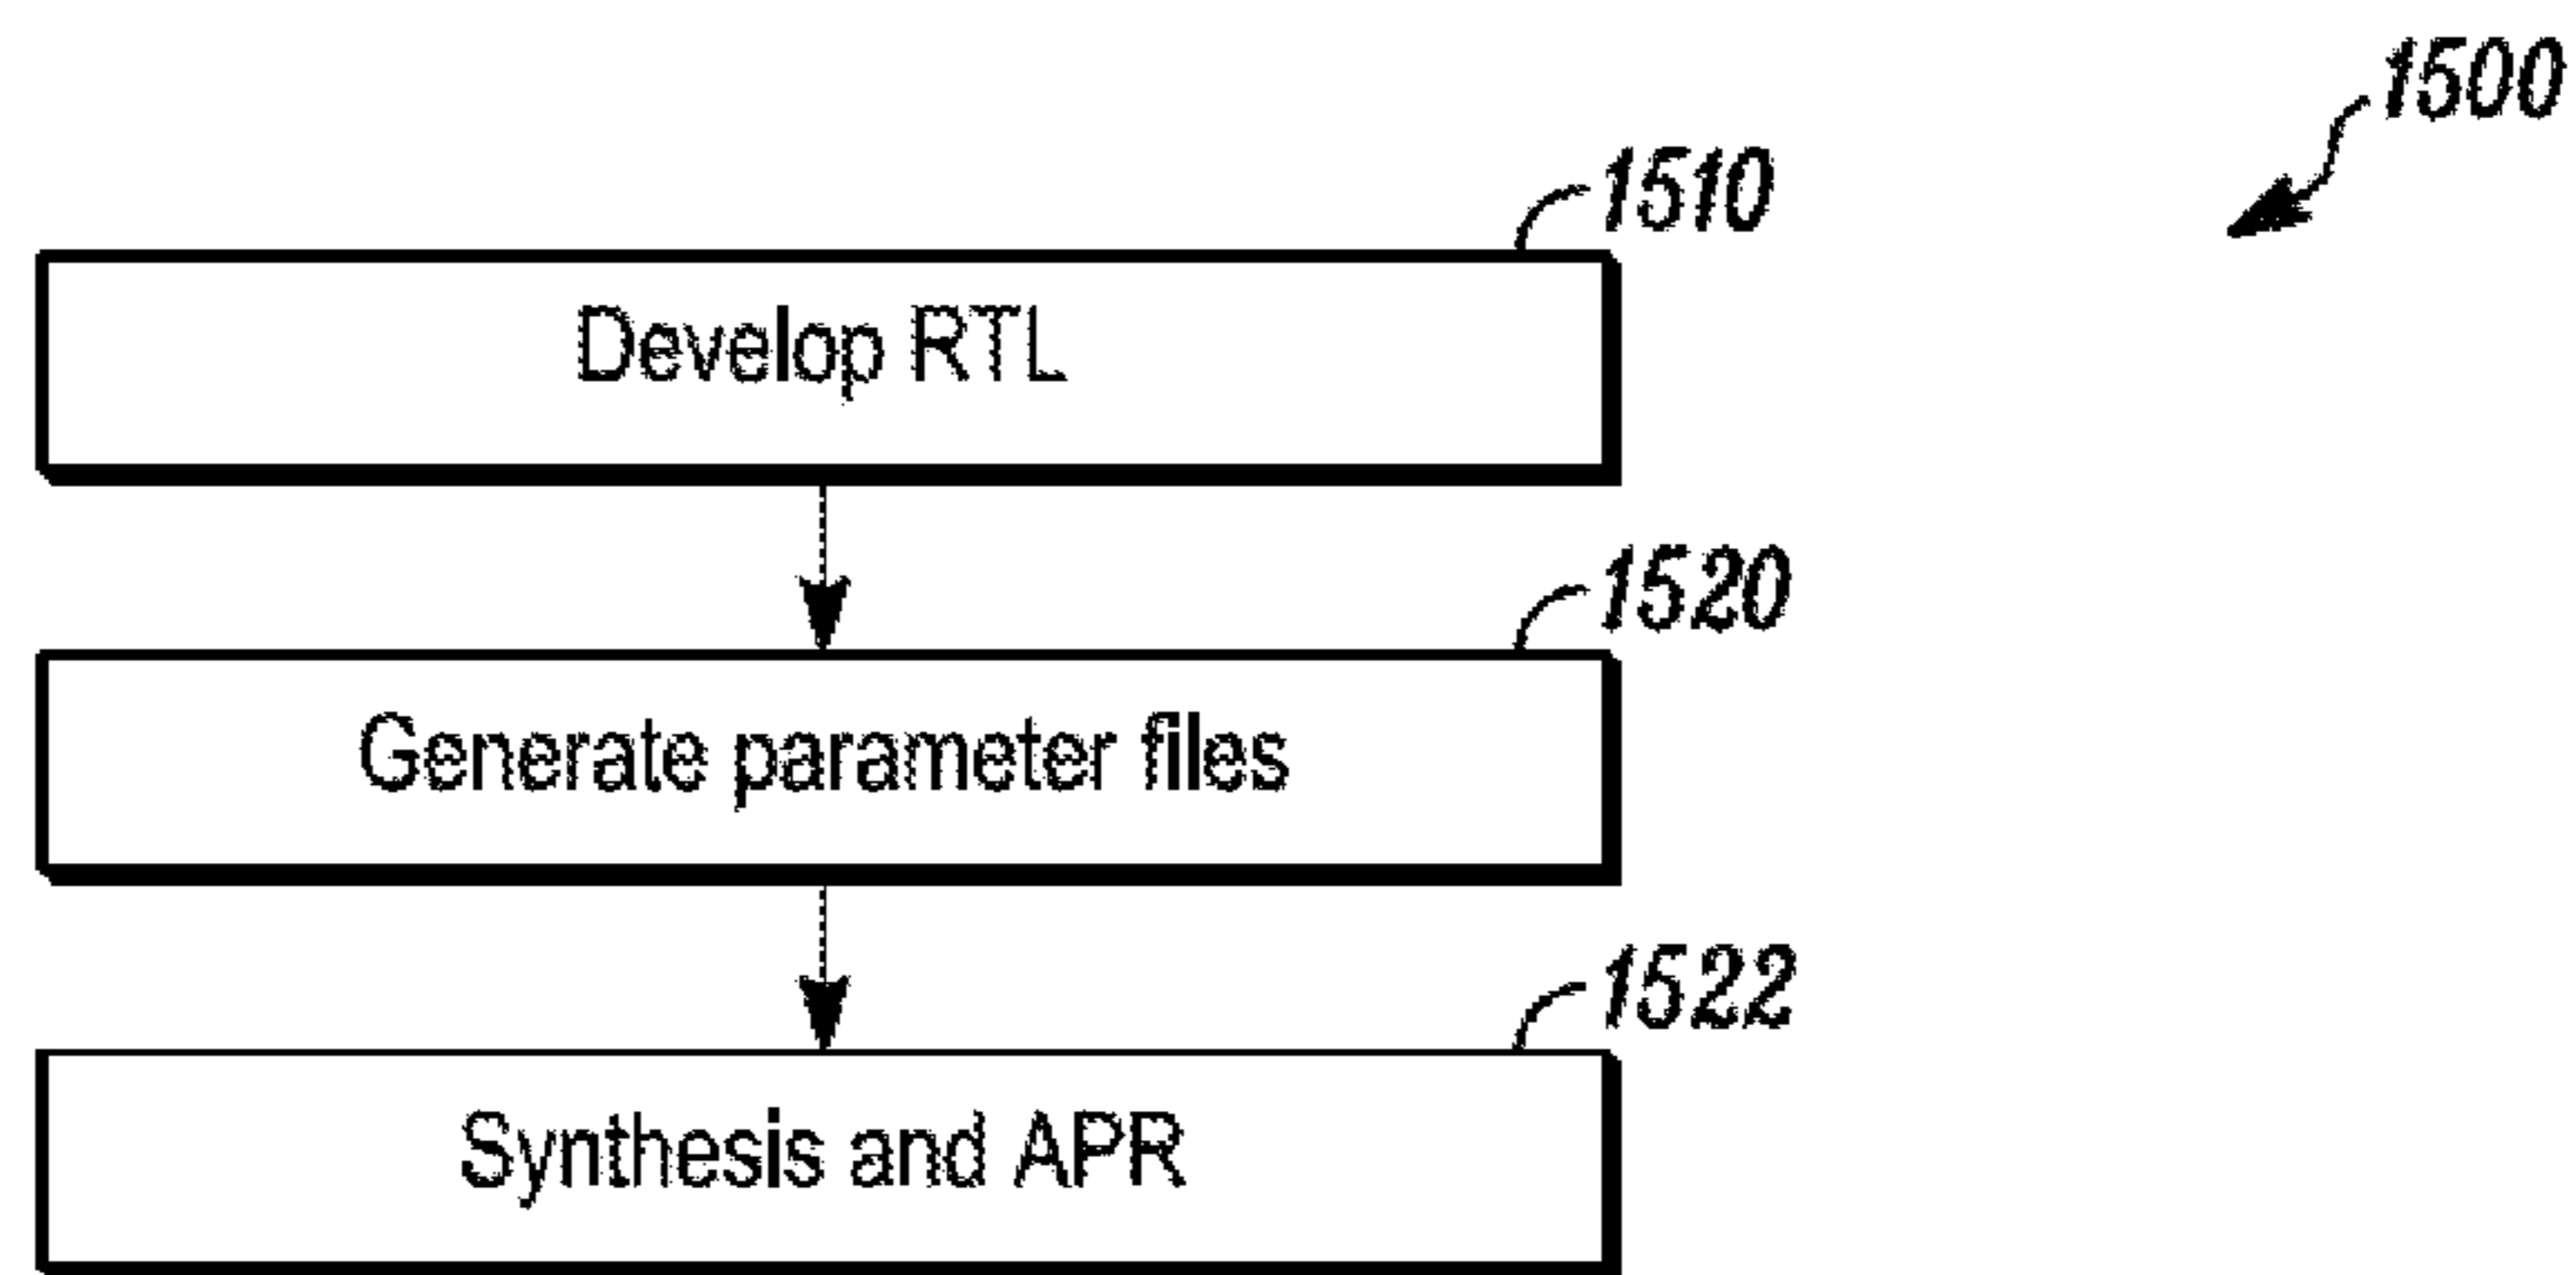 1500
1510
Develop RTL
1520
Generate parameter files
1522
Synthesis and APR